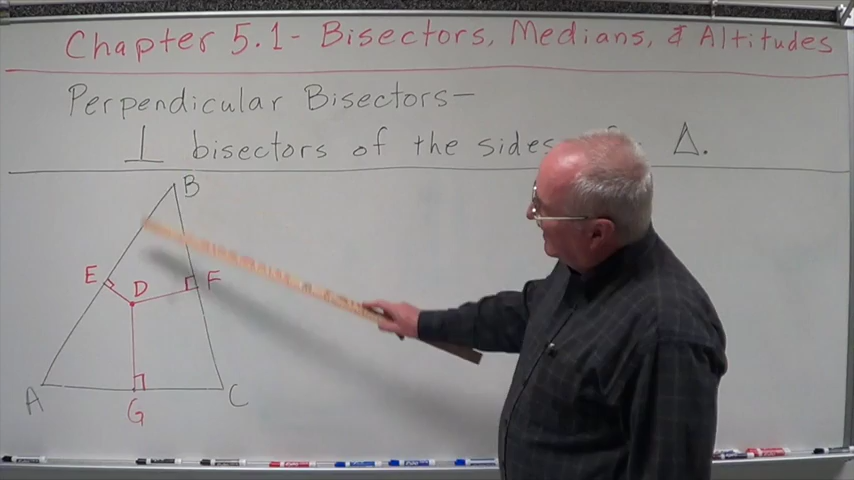 Chapter 5.1- Bisectors, Medians, & Altitudes
Perpendicular Bisectors-
⊥ bisectors of the sides Δ.
B
E
D
F
A
G
C